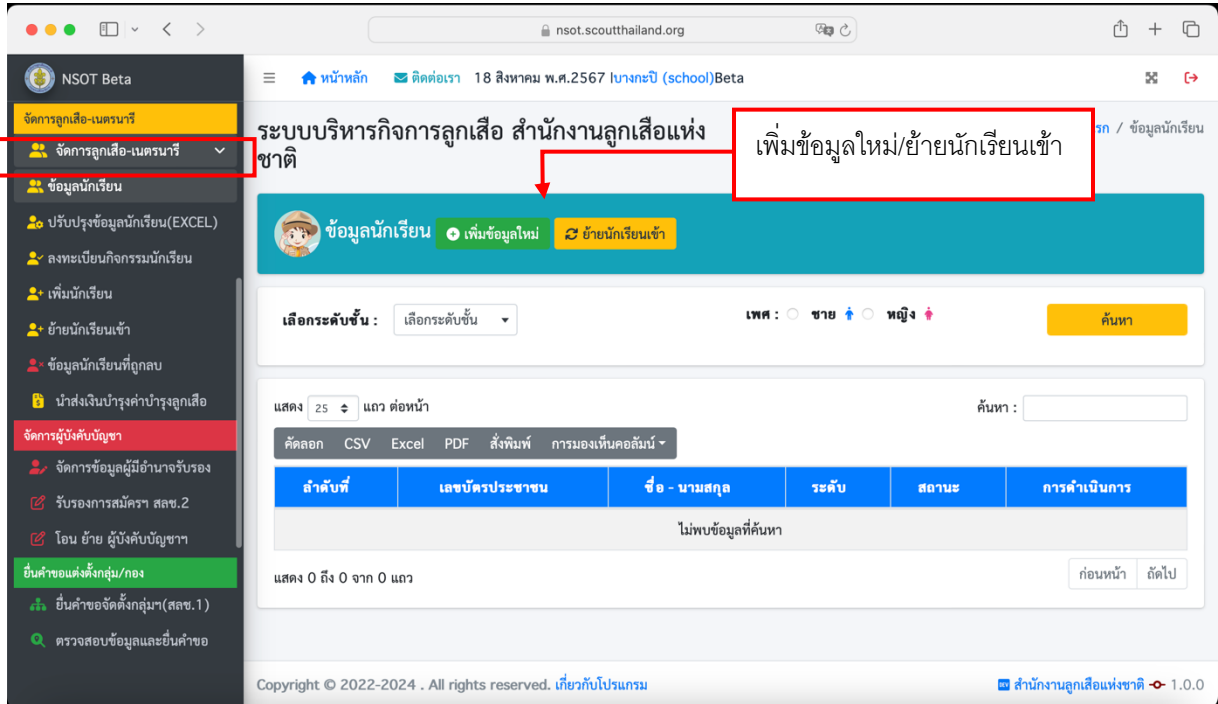 nsot.scoutthailand.org
NSOT Beta
หน้าหลัก ติดต่อเรา 18 สิงหาคม พ.ศ.2567 |บางกะปิ (school)Beta
จัดการลูกเสือ-เนตรนารี
จัดการลูกเสือ-เนตรนารี
ข้อมูลนักเรียน
ปรับปรุงข้อมูลนักเรียน(EXCEL)
ลงทะเบียนกิจกรรมนักเรียน
เพิ่มนักเรียน
ย้ายนักเรียนเข้า
ข้อมูลนักเรียนที่ถูกลบ
นำส่งเงินบำรุงค่าบำรุงลูกเสือ
จัดการผู้บังคับบัญชา
จัดการข้อมูลผู้มีอำนาจรับรอง
รับรองการสมัครฯ สลช.2
โอน ย้าย ผู้บังคับบัญชาฯ
ยื่นคำขอแต่งตั้งกลุ่ม/กอง
ยื่นคำขอจัดตั้งกลุ่มฯ(สลช.1)
ตรวจสอบข้อมูลและยื่นคำขอ
ระบบบริหารกิจการลูกเสือ สำนักงานลูกเสือแห่ง
ชาติ
เพิ่มข้อมูลใหม่/ย้ายนักเรียนเข้า
รก / ข้อมูลนักเรียน
ข้อมูลนักเรียน เพิ่มข้อมูลใหม่ ย้ายนักเรียนเข้า
เลือกระดับชั้น : เลือกระดับชั้น เพศ : ชาย หญิง ค้นหา
แสดง 25 แถว ต่อหน้า ค้นหา :
คัดลอก CSV Excel PDF สั่งพิมพ์ การมองเห็นคอลัมน์
ลำดับที่ เลขบัตรประชาชน ชื่อ - นามสกุล ระดับ สถานะ การดำเนินการ
ไม่พบข้อมูลที่ค้นหา
แสดง 0 ถึง 0 จาก 0 แถว ก่อนหน้า ถัดไป
Copyright © 2022-2024 . All rights reserved. เกี่ยวกับโปรแกรม สำนักงานลูกเสือแห่งชาติ 1.0.0